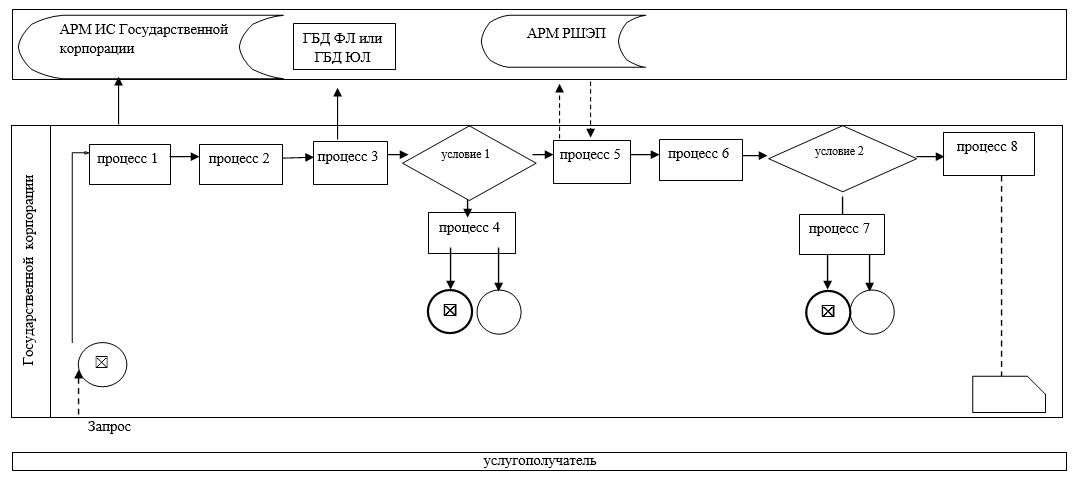 АРМ ИС Государственной
корпорации
ГБД ФЛ или
ГБД ЮЛ
АРМ РШЭП
Государственной корпорации
процесс 1
процесс 2
процесс 3
условие 1
процесс 5
процесс 6
условие 2
процесс 8
процесс 4
процесс 7
Запрос
услугополучатель